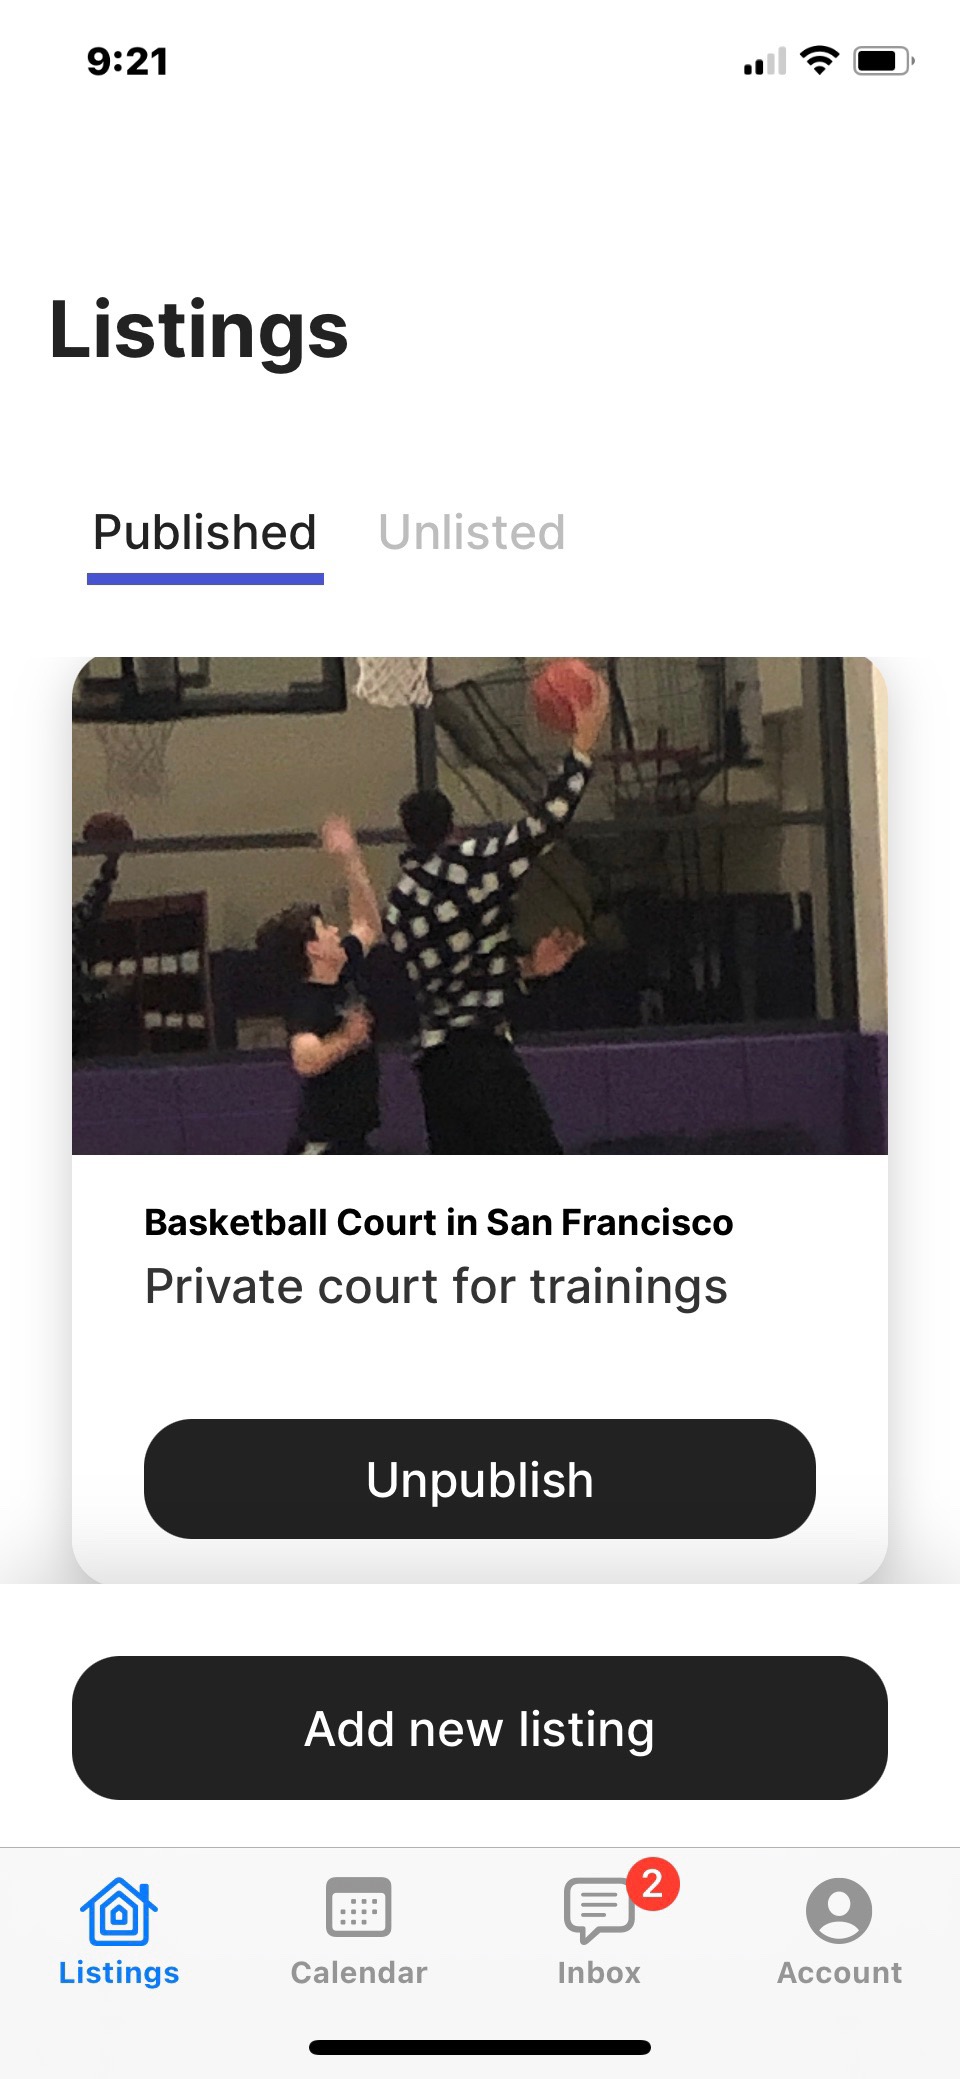 9:21
Listings
Published
Unlisted
Basketball Court in San Francisco
Private court for trainings
Unpublish
Add new listing
2
Listings
Calendar
Inbox
Account